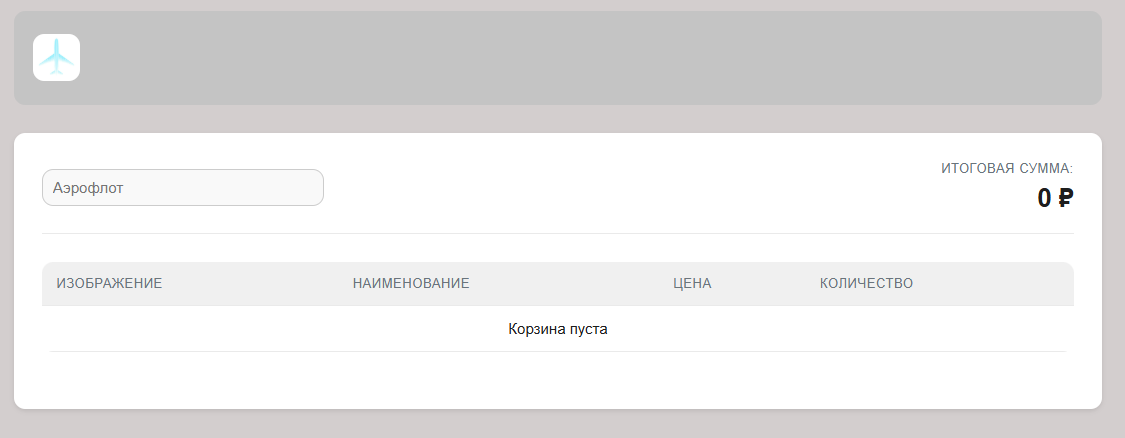 Аэрофлот
ИТОГОВАЯ СУММА:
0 ₽
ИЗОБРАЖЕНИЕ НАИМЕНОВАНИЕ ЦЕНА КОЛИЧЕСТВО
Корзина пуста